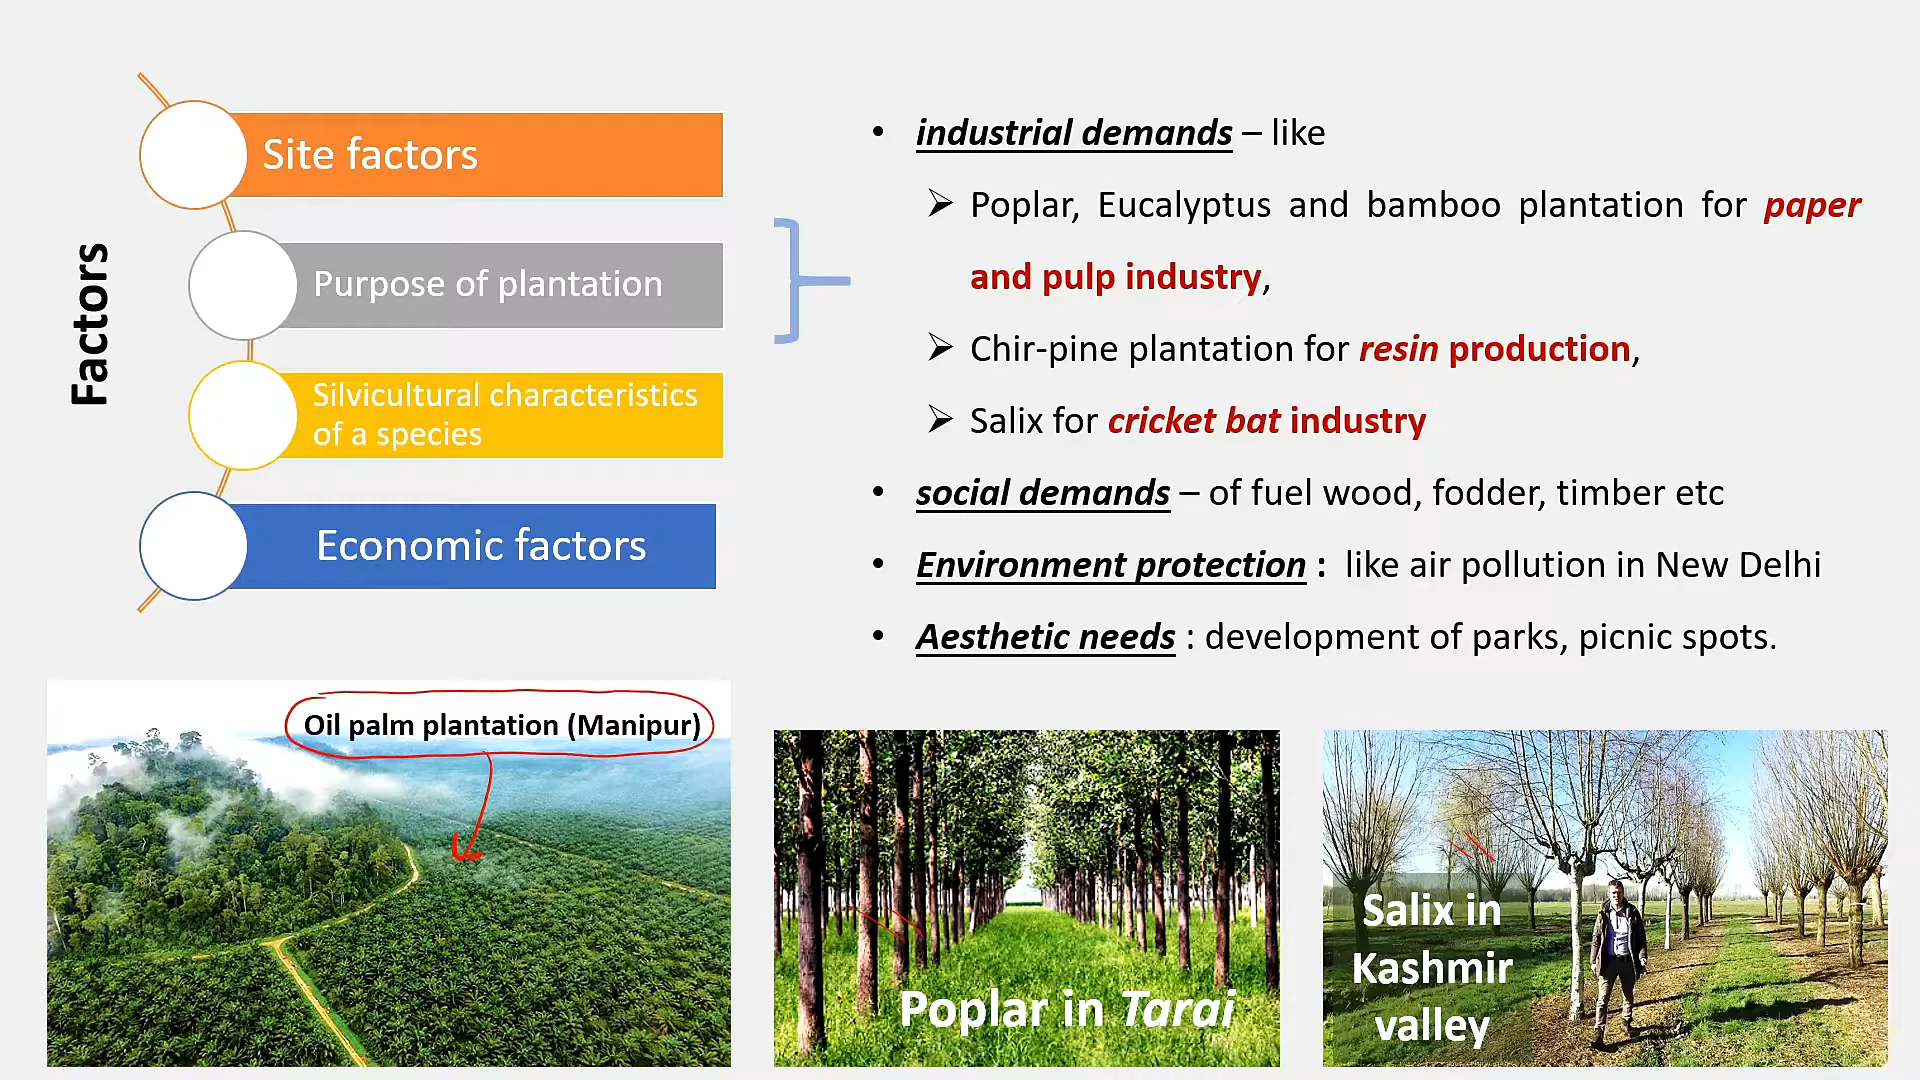 Factors
Site factors
Purpose of plantation
Silvicultural characteristics
of a species
Economic factors
• industrial demands – like
➢ Poplar, Eucalyptus and bamboo plantation for paper
and pulp industry,
➢ Chir-pine plantation for resin production,
➢ Salix for cricket bat industry
• social demands – of fuel wood, fodder, timber etc
• Environment protection : like air pollution in New Delhi
• Aesthetic needs : development of parks, picnic spots.
Oil palm plantation (Manipur)
Poplar in Tarai
Salix in
Kashmir
valley